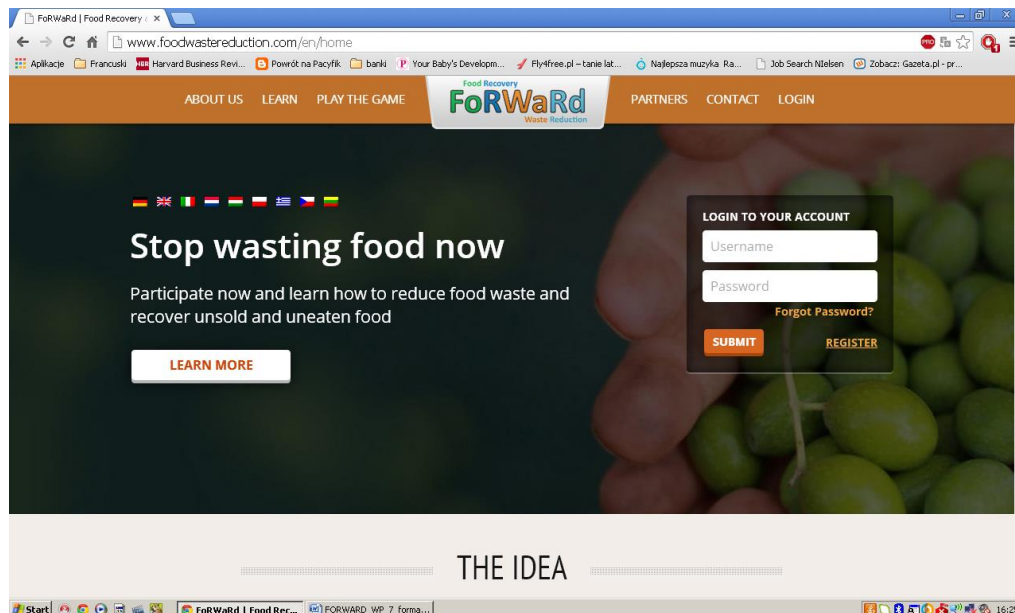 FoRWaRd | Food Recovery
www.foodwastereduction.com/en/home
PRO
1
Aplikacje Francuski HBR Harvard Business Revi... Powrót na Pacyfik banki P Your Baby's Developm... Fly4free.pl – tanie lat... Najlepsza muzyka Ra... Job Search NIelsen Zobacz: Gazeta.pl - pr...
Food Recovery
ABOUT US LEARN PLAY THE GAME FoRWaRd PARTNERS CONTACT LOGIN
Waste Reduction
Stop wasting food now
Participate now and learn how to reduce food waste and
recover unsold and uneaten food
LEARN MORE
LOGIN TO YOUR ACCOUNT
Username
Password
Forgot Password?
SUBMIT REGISTER
THE IDEA
Start FoRWaRd | Food Rec... FORWARD_WP_7_forma...